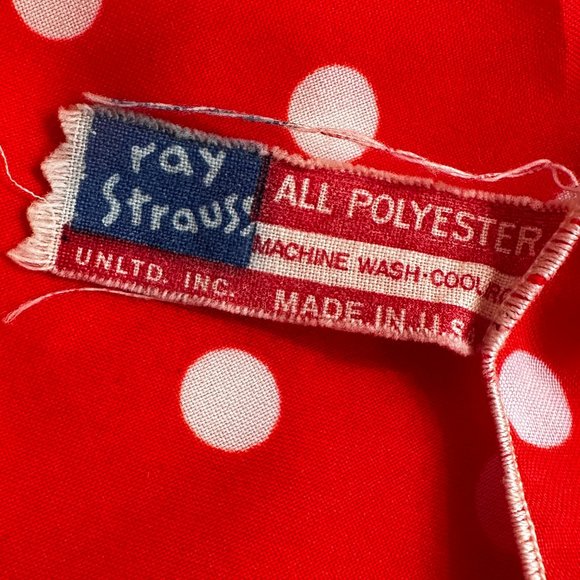 ray
Strauss
UNLTD. INC.
ALL POLYESTER
MACHINE WASH·COOL
MADE IN U.S.